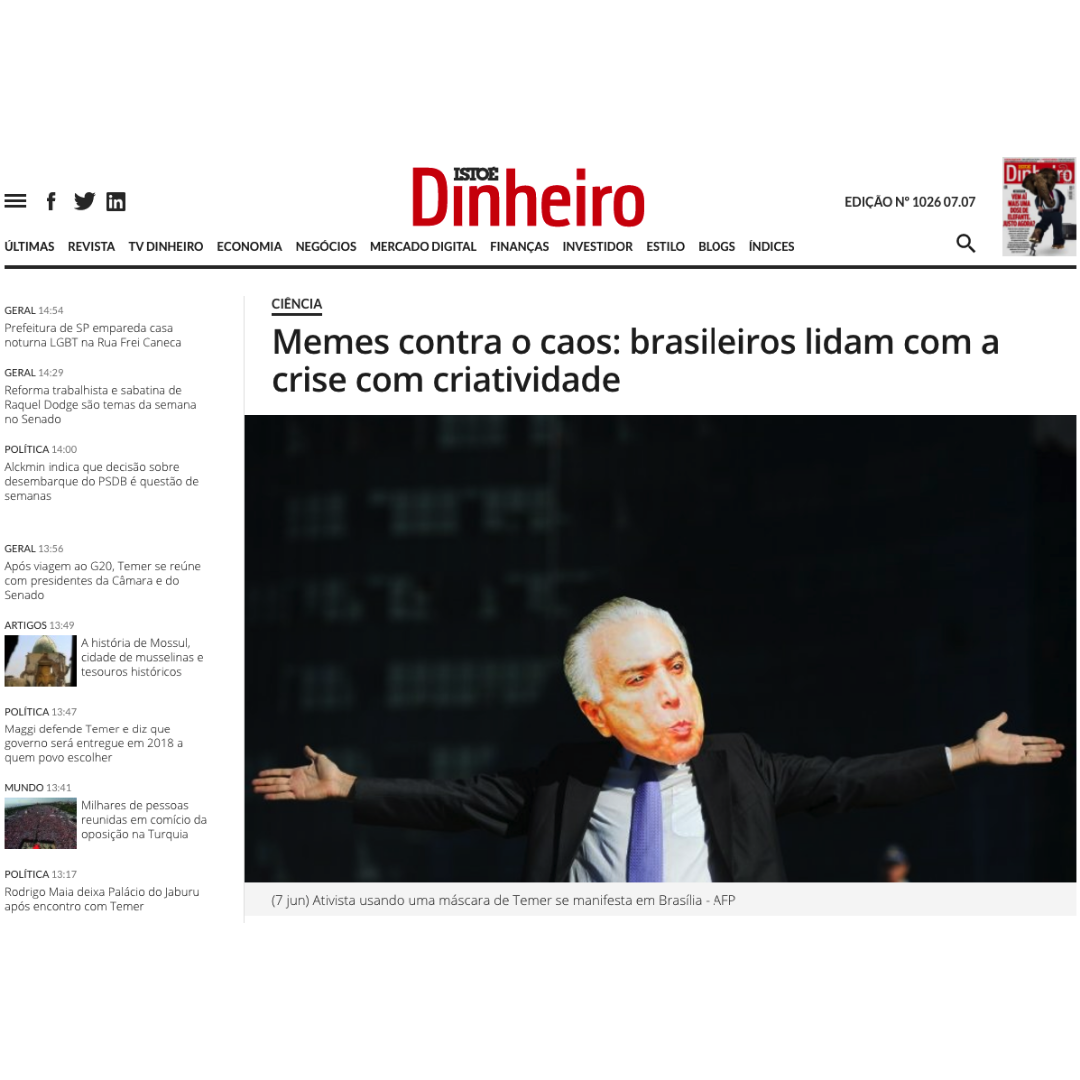 ISTOÉ
Dinheiro
EDIÇÃO Nº 1026 07.07
Dinheiro
ÚLTIMAS REVISTA TV DINHEIRO ECONOMIA NEGÓCIOS MERCADO DIGITAL FINANÇAS INVESTIDOR ESTILO BLOGS ÍNDICES
GERAL 14:54
Prefeitura de SP empareda casa
noturna LGBT na Rua Frei Caneca
GERAL 14:29
Reforma trabalhista e sabatina de
Raquel Dodge são temas da semana
no Senado
POLÍTICA 14:00
Alckmin indica que decisão sobre
desembarque do PSDB é questão de
semanas
GERAL 13:56
Após viagem ao G20, Temer se reúne
com presidentes da Câmara e do
Senado
ARTIGOS 13:49
A história de Mossul,
cidade de musselinas e
tesouros históricos
POLÍTICA 13:47
Maggi defende Temer e diz que
governo será entregue em 2018 a
quem povo escolher
MUNDO 13:41
Milhares de pessoas
reunidas em comício da
oposição na Turquia
POLÍTICA 13:17
Rodrigo Maia deixa Palácio do Jaburu
após encontro com Temer
CIÊNCIA
Memes contra o caos: brasileiros lidam com a
crise com criatividade
(7 jun) Ativista usando uma máscara de Temer se manifesta em Brasília - AFP